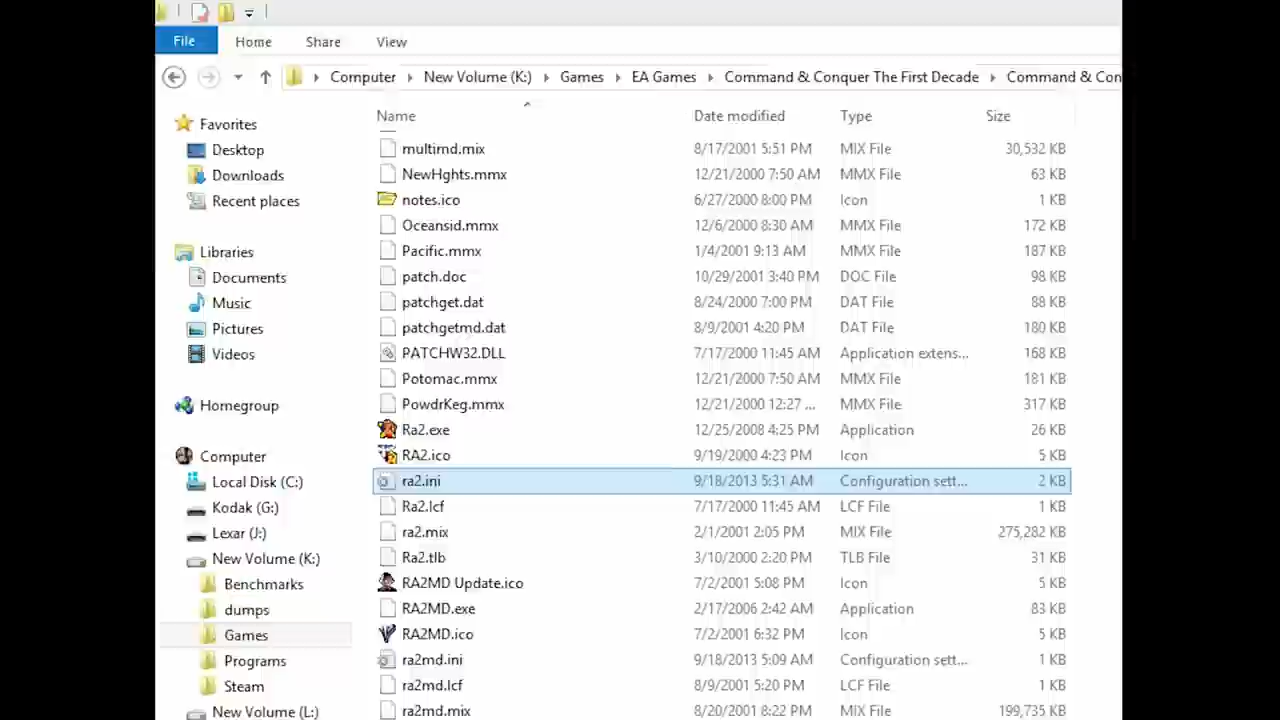 File Home Share View
Computer New Volume (K:) Games EA Games Command & Conquer The First Decade Command & Con
Name Date modified Type Size
Favorites
Desktop
Downloads
Recent places
Libraries
Documents
Music
Pictures
Videos
Homegroup
Computer
Local Disk (C:)
Kodak (G:)
Lexar (J:)
New Volume (K:)
Benchmarks
dumps
Games
Programs
Steam
New Volume (L:)
multimd.mix 8/17/2001 5:51 PM MIX File 30,532 KB
NewHghts.mmx 12/21/2000 7:50 AM MMX File 63 KB
notes.ico 6/27/2000 8:00 PM Icon 1 KB
Oceansid.mmx 12/6/2000 8:30 AM MMX File 172 KB
Pacific.mmx 1/4/2001 9:13 AM MMX File 187 KB
patch.doc 10/29/2001 3:40 PM DOC File 98 KB
patchget.dat 8/24/2000 7:00 PM DAT File 88 KB
patchgetmd.dat 8/9/2001 4:20 PM DAT File 180 KB
PATCHW32.DLL 7/17/2000 11:45 AM Application extens... 168 KB
Potomac.mmx 12/21/2000 7:50 AM MMX File 181 KB
PowdrKeg.mmx 12/21/2000 12:27 ... MMX File 317 KB
Ra2.exe 12/25/2008 4:25 PM Application 26 KB
RA2.ico 9/19/2000 4:23 PM Icon 5 KB
ra2.ini 9/18/2013 5:31 AM Configuration sett... 2 KB
Ra2.lcf 7/17/2000 11:45 AM LCF File 1 KB
ra2.mix 2/1/2001 2:05 PM MIX File 275,282 KB
Ra2.tlb 3/10/2000 2:20 PM TLB File 31 KB
RA2MD Update.ico 7/2/2001 5:08 PM Icon 5 KB
RA2MD.exe 2/17/2006 2:42 AM Application 83 KB
RA2MD.ico 7/2/2001 6:32 PM Icon 5 KB
ra2md.ini 9/18/2013 5:09 AM Configuration sett... 1 KB
ra2md.lcf 8/9/2001 5:20 PM LCF File 1 KB
ra2md.mix 8/20/2001 8:22 PM MIX File 199,735 KB